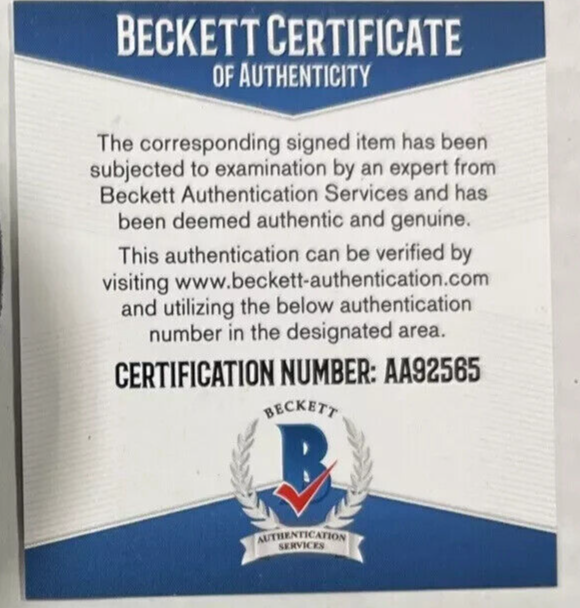 BECKETT CERTIFICATE
OF AUTHENTICITY
The corresponding signed item has been
subjected to examination by an expert from
Beckett Authentication Services and has
been deemed authentic and genuine.
This authentication can be verified by
visiting www.beckett-authentication.com
and utilizing the below authentication
number in the designated area.
CERTIFICATION NUMBER: AA92565
BECKETT
B
AUTHENTICATION
SERVICES